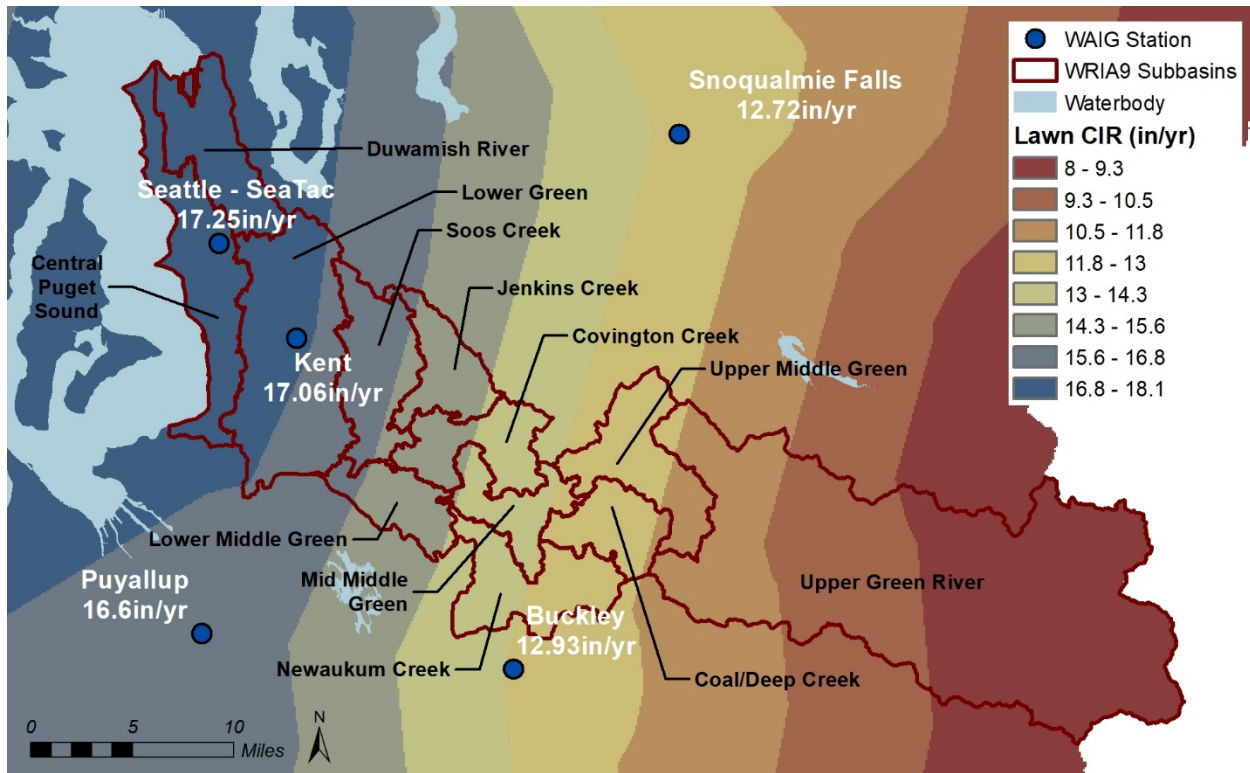 Snoqualmie Falls
12.72in/yr
Duwamish River
Seattle - SeaTac
17.25in/yr
Lower Green
Soos Creek
Central
Puget
Sound
Jenkins Creek
Covington Creek
Kent
17.06in/yr
Upper Middle Green
Lower Middle Green
Mid Middle
Green
Puyallup
16.6in/yr
Upper Green River
Buckley
12.93in/yr
Newaukum Creek
Coal/Deep Creek
0 5 10
Miles
N
WAIG Station
WRIA9 Subbasins
Waterbody
Lawn CIR (in/yr)
8 - 9.3
9.3 - 10.5
10.5 - 11.8
11.8 - 13
13 - 14.3
14.3 - 15.6
15.6 - 16.8
16.8 - 18.1